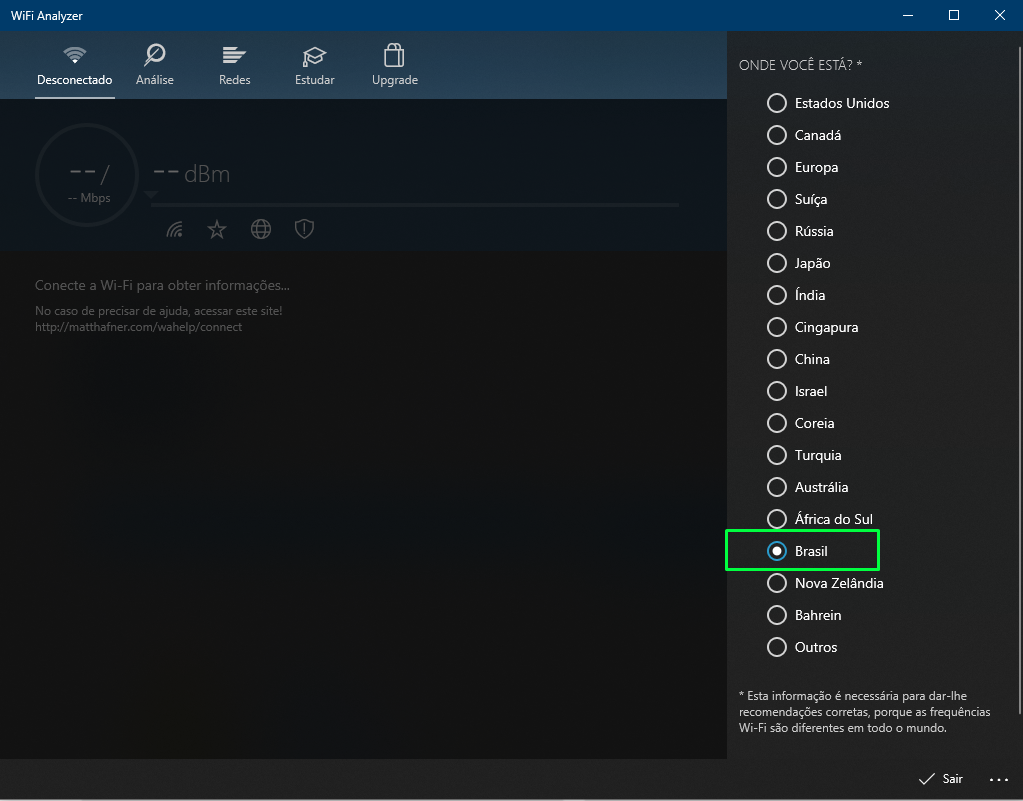 WiFi Analyzer
Desconectado
Análise
Redes
Estudar
Upgrade
-- /
-- Mbps
-- dBm
Conecte a Wi-Fi para obter informações...
No caso de precisar de ajuda, acessar este site!
http://matthafner.com/wahelp/connect
ONDE VOCÊ ESTÁ? *
Estados Unidos
Canadá
Europa
Suíça
Rússia
Japão
Índia
Cingapura
China
Israel
Coreia
Turquia
Austrália
África do Sul
Brasil
Nova Zelândia
Bahrein
Outros
* Esta informação é necessária para dar-lhe
recomendações corretas, porque as frequências
Wi-Fi são diferentes em todo o mundo.
Sair